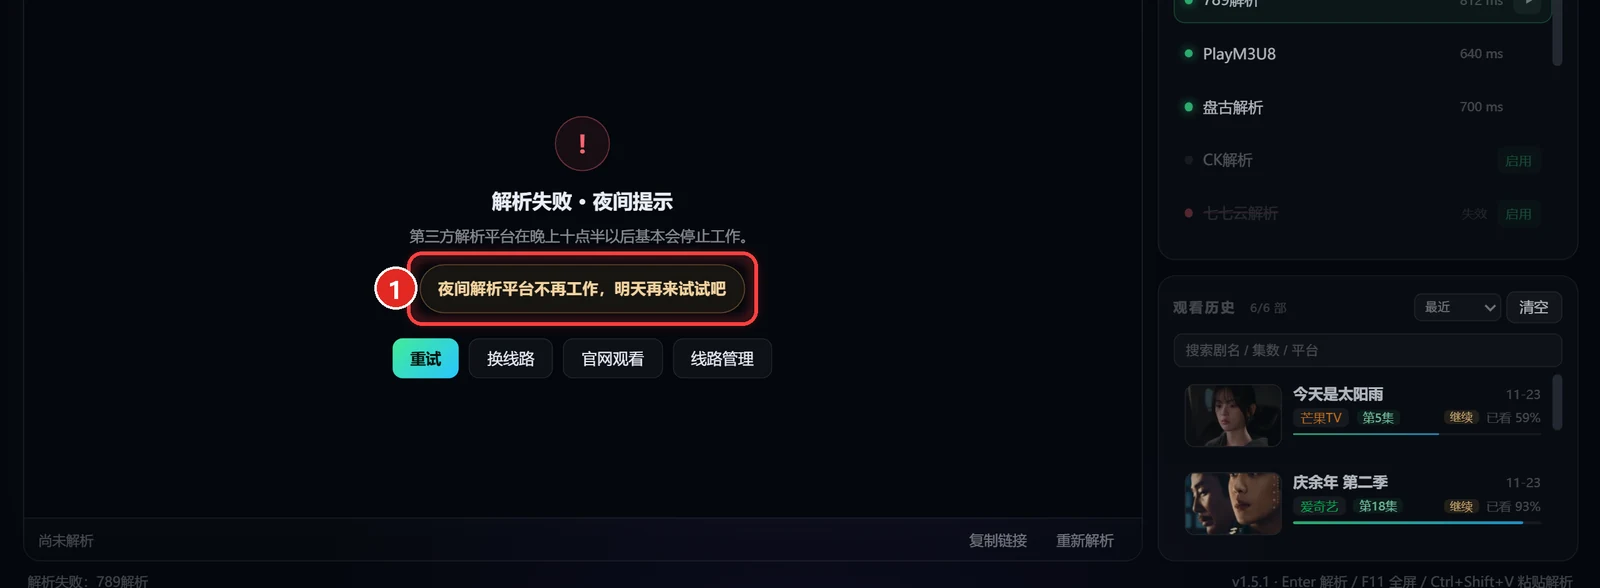 789解析 812 ms
PlayM3U8 640 ms
盘古解析 700 ms
CK解析 启用
七七云解析 失效 启用
!
解析失败 • 夜间提示
第三方解析平台在晚上十点半以后基本会停止工作。
1
夜间解析平台不再工作，明天再来试试吧
重试 换线路 官网观看 线路管理
尚未解析 复制链接 重新解析
观看历史 6/6 部 最近 清空
搜索剧名 / 集数 / 平台
今天是太阳雨 11-23
芒果TV 第5集 继续 已看 59%
庆余年 第二季 11-23
爱奇艺 第18集 继续 已看 93%
解析失败：789解析
v1.5.1 · Enter 解析 / F11 全屏 / Ctrl+Shift+V 粘贴解析